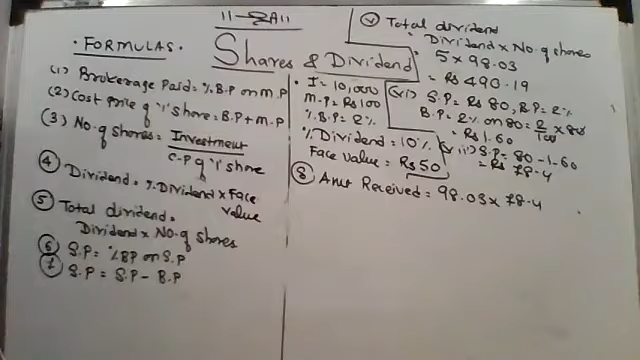 11-2A11
FORMULAS.
Shares & Dividend
(1) Brokerage Paid = % B.P on M.P
(2) Cost price of '1' share = B.P + M.P
(3) No. of shares = Investment
C.P of '1' share
(4) Dividend = % Dividend x Face value
(5) Total dividend =
Dividend x No. of shares
(6) S.P = % BP on S.P
(7) S.P = S.P - B.P
I = 10,000
M.P = Rs 100
% B.P = 2%
% Dividend = 10%
Face value = Rs 50
(v) Total dividend
= Dividend x No. of shares
5 x 98.03
= Rs 490.19
(vi) S.P = Rs 80, B.P = 2%
B.P = 2% on 80 = 2/100 x 80
= Rs 1.60
(vii) S.P = 80 - 1.60
= Rs 78.4
(8) Amt Received = 98.03 x 78.4